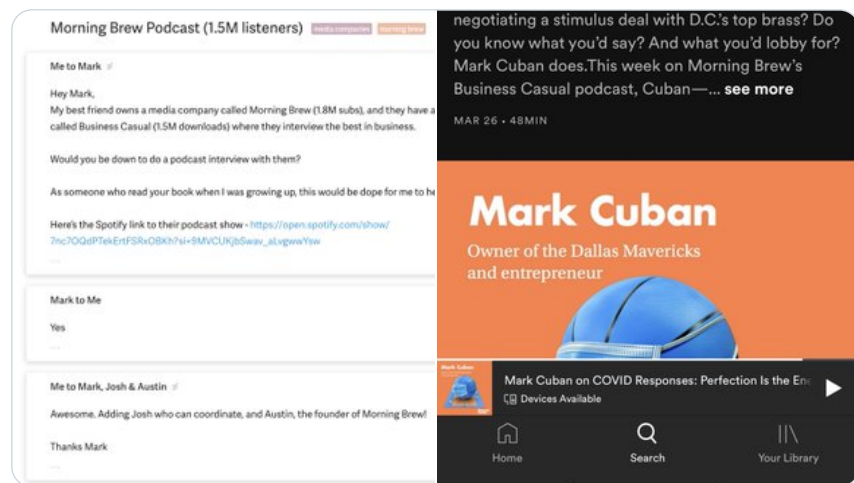 Morning Brew Podcast (1.5M listeners) media companies morning brew
Me to Mark
Hey Mark,
My best friend owns a media company called Morning Brew (1.8M subs), and they have a
called Business Casual (1.5M downloads) where they interview the best in business.
Would you be down to do a podcast interview with them?
As someone who read your book when I was growing up, this would be dope for me to he
Here's the Spotify link to their podcast show - https://open.spotify.com/show/
Mark to Me
Yes
Me to Mark, Josh & Austin
Awesome. Adding Josh who can coordinate, and Austin, the founder of Morning Brew!
Thanks Mark
negotiating a stimulus deal with D.C.'s top brass? Do
you know what you'd say? And what you'd lobby for?
Mark Cuban does.This week on Morning Brew's
Business Casual podcast, Cuban—... see more
MAR 26 • 48MIN
Mark Cuban
Owner of the Dallas Mavericks
and entrepreneur
Mark Cuban
Mark Cuban on COVID Responses: Perfection Is the En
Devices Available
Home
Search
Your Library